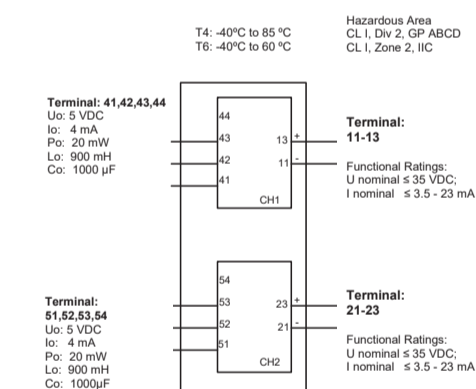 T4: -40ºC to 85 ºC
T6: -40ºC to 60 ºC
Hazardous Area
CL I, Div 2, GP ABCD
CL I, Zone 2, IIC
Terminal: 41,42,43,44
Uo: 5 VDC
Io: 4 mA
Po: 20 mW
Lo: 900 mH
Co: 1000 µF
44
43
42
41
13 +
11 -
CH1
Terminal:
11-13
Functional Ratings:
U nominal ≤ 35 VDC;
I nominal ≤ 3.5 - 23 mA
Terminal:
51,52,53,54
Uo: 5 VDC
Io: 4 mA
Po: 20 mW
Lo: 900 mH
Co: 1000µF
54
53
52
51
23 +
21 -
CH2
Terminal:
21-23
Functional Ratings:
U nominal ≤ 35 VDC;
I nominal ≤ 3.5 - 23 mA